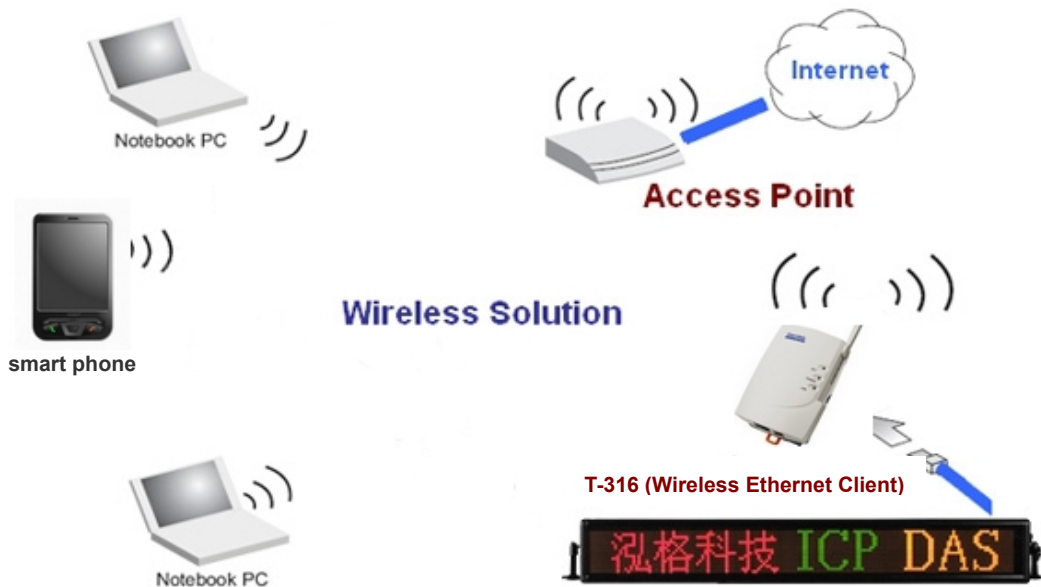 Internet
Notebook PC
Access Point
Wireless Solution
smart phone
T-316 (Wireless Ethernet Client)
泓格科技 ICP DAS
Notebook PC